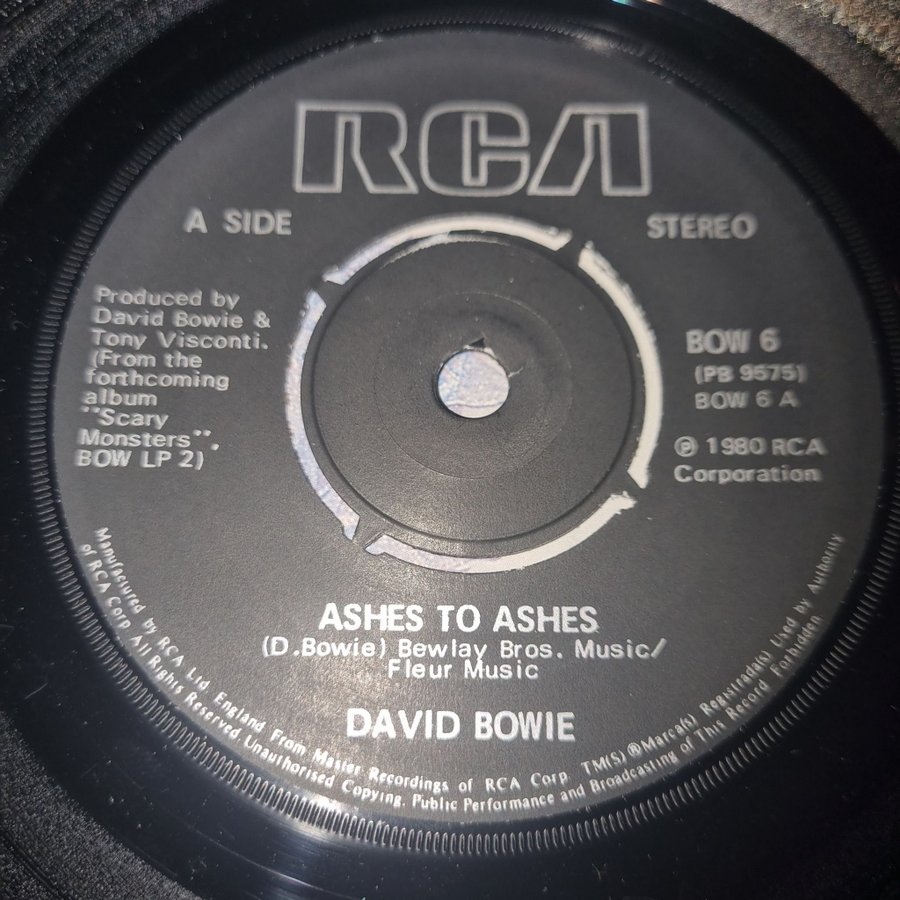 RCA
A SIDE
STEREO
Produced by
David Bowie &
Tony Visconti.
(From the
forthcoming
album
"Scary
Monsters".
BOW LP 2)
BOW 6
(PB 9575)
BOW 6 A
℗ 1980 RCA
Corporation
ASHES TO ASHES
(D.Bowie) Bewlay Bros. Music/
Fleur Music
DAVID BOWIE
Manufactured by RCA Ltd. England From Master Recordings of RCA Corp. TM(S)®Marca(s) Registrada(s) Used by Authority
of RCA Corp All Rights Reserved. Unauthorised Copying, Public Performance and Broadcasting of This Record Forbidden